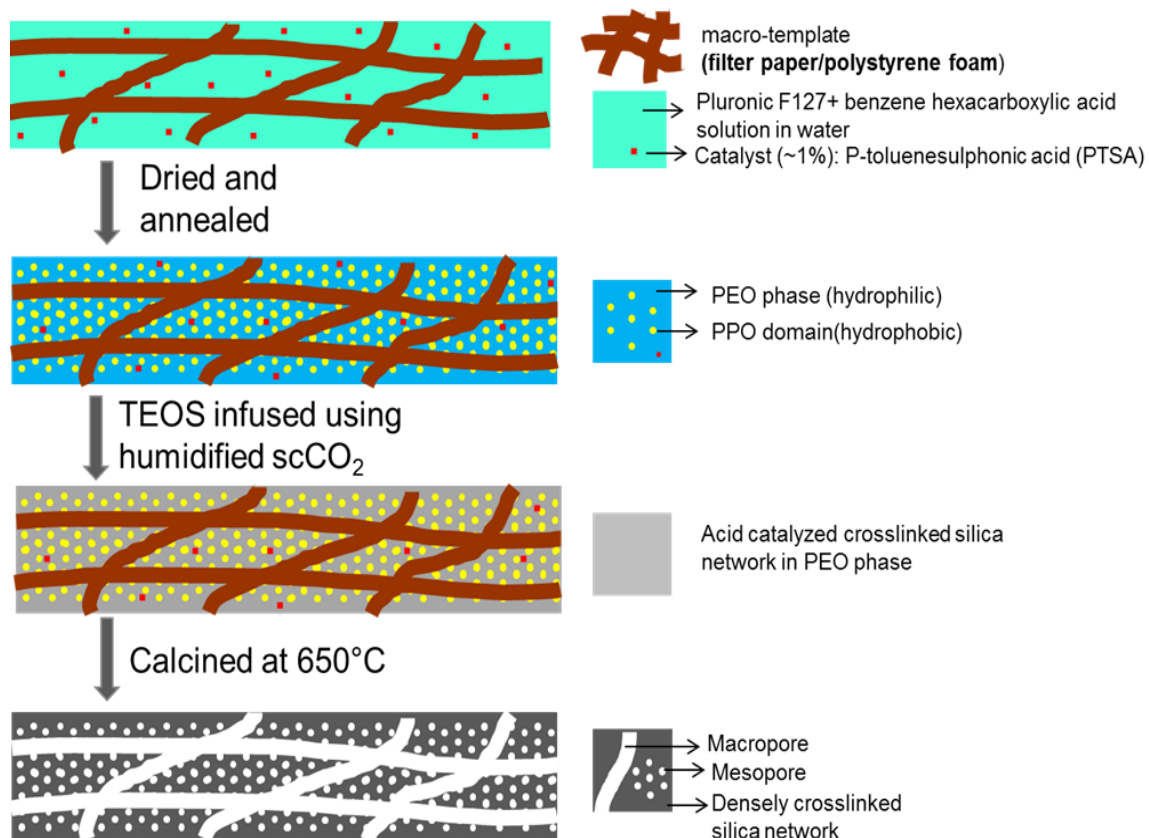 macro-template
(filter paper/polystyrene foam)
Pluronic F127+ benzene hexacarboxylic acid
solution in water
Catalyst (~1%): P-toluenesulphonic acid (PTSA)
Dried and
annealed
PEO phase (hydrophilic)
PPO domain(hydrophobic)
TEOS infused using
humidified scCO₂
Acid catalyzed crosslinked silica
network in PEO phase
Calcined at 650°C
Macropore
Mesopore
Densely crosslinked
silica network